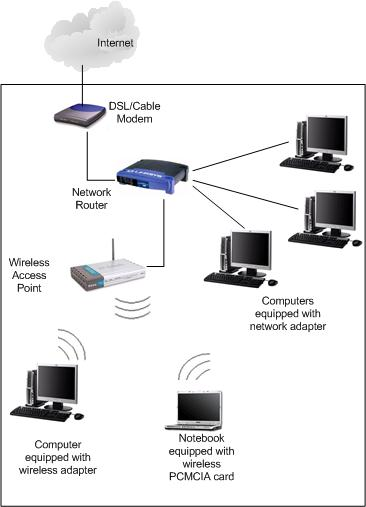 Internet
DSL/Cable
Modem
Network
Router
LINKSYS
Wireless
Access
Point
Computers
equipped with
network adapter
Computer
equipped with
wireless adapter
Notebook
equipped with
wireless
PCMCIA card